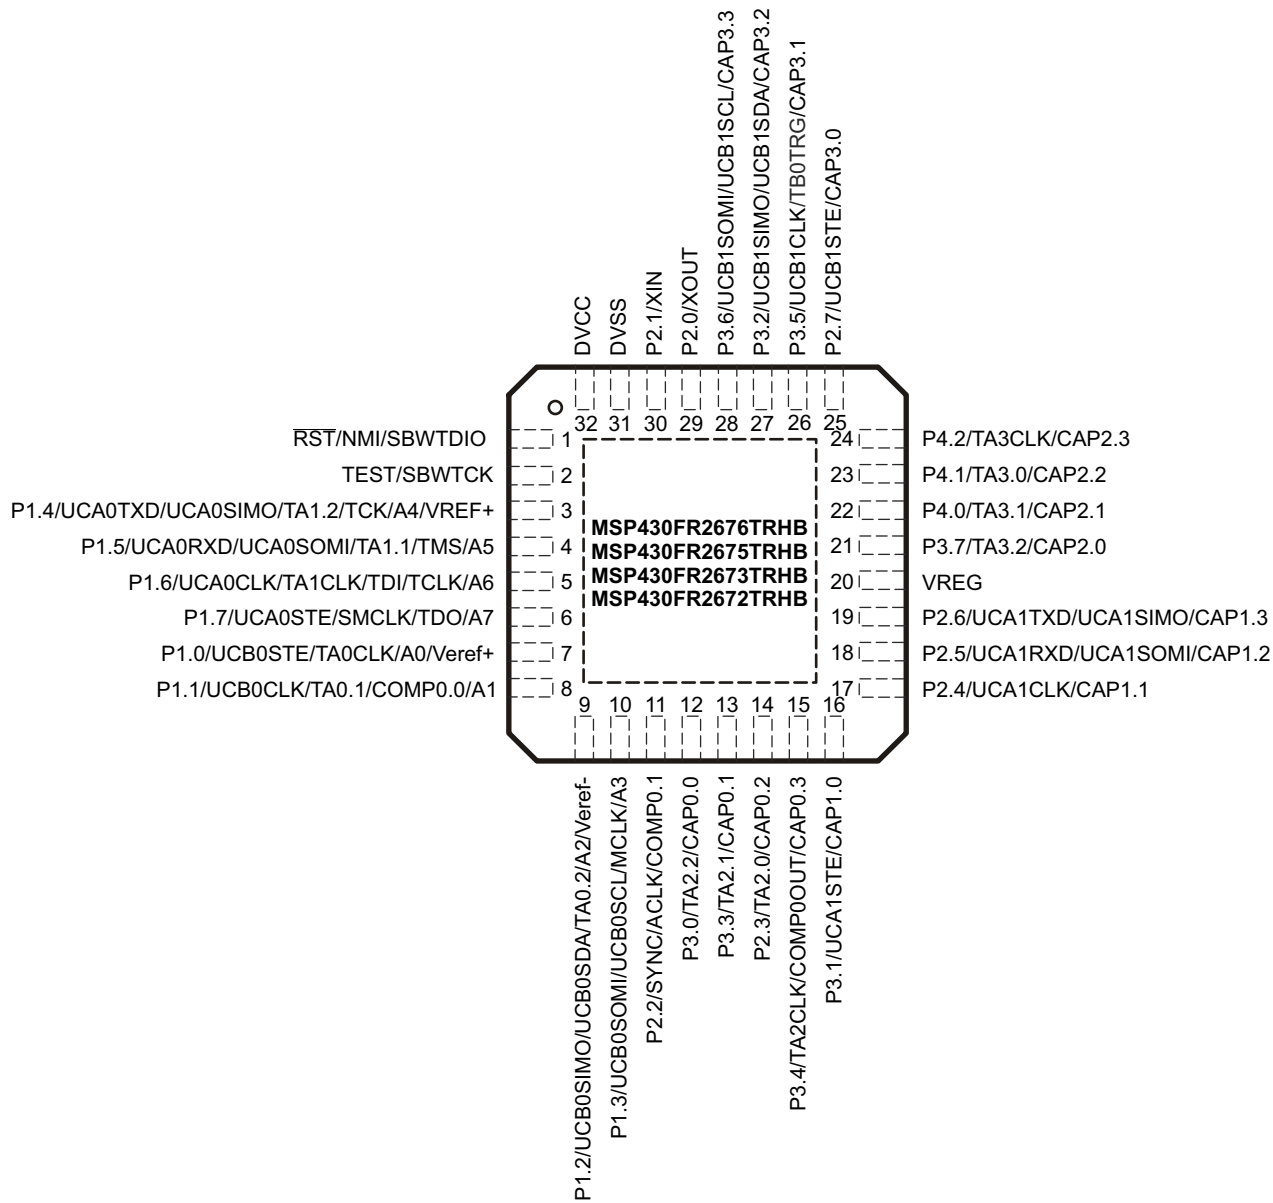 P3.6/UCB1SOMI/UCB1SCL/CAP3.3
P3.2/UCB1SIMO/UCB1SDA/CAP3.2
P3.5/UCB1CLK/TB0TRG/CAP3.1
P2.7/UCB1STE/CAP3.0
DVCC
DVSS
P2.1/XIN
P2.0/XOUT
32 31 30 29 28 27 26 25
RST/NMI/SBWTDIO 1
TEST/SBWTCK 2
P1.4/UCA0TXD/UCA0SIMO/TA1.2/TCK/A4/VREF+ 3
P1.5/UCA0RXD/UCA0SOMI/TA1.1/TMS/A5 4
P1.6/UCA0CLK/TA1CLK/TDI/TCLK/A6 5
P1.7/UCA0STE/SMCLK/TDO/A7 6
P1.0/UCB0STE/TA0CLK/A0/Veref+ 7
P1.1/UCB0CLK/TA0.1/COMP0.0/A1 8
MSP430FR2676TRHB
MSP430FR2675TRHB
MSP430FR2673TRHB
MSP430FR2672TRHB
24 P4.2/TA3CLK/CAP2.3
23 P4.1/TA3.0/CAP2.2
22 P4.0/TA3.1/CAP2.1
21 P3.7/TA3.2/CAP2.0
20 VREG
19 P2.6/UCA1TXD/UCA1SIMO/CAP1.3
18 P2.5/UCA1RXD/UCA1SOMI/CAP1.2
17 P2.4/UCA1CLK/CAP1.1
9 10 11 12 13 14 15 16
P1.2/UCB0SIMO/UCB0SDA/TA0.2/A2/Veref-
P1.3/UCB0SOMI/UCB0SCL/MCLK/A3
P2.2/SYNC/ACLK/COMP0.1
P3.0/TA2.2/CAP0.0
P3.3/TA2.1/CAP0.1
P2.3/TA2.0/CAP0.2
P3.4/TA2CLK/COMP0OUT/CAP0.3
P3.1/UCA1STE/CAP1.0